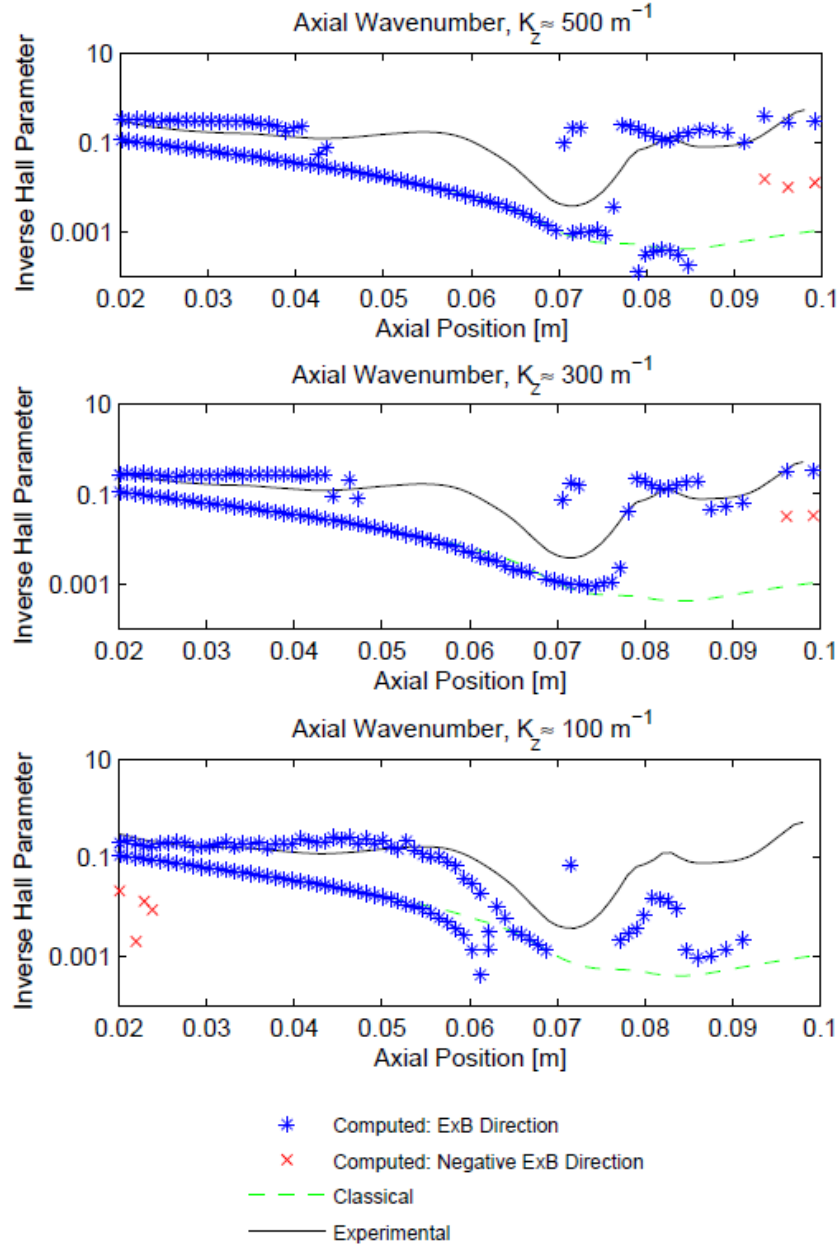 Axial Wavenumber, K_z ≈ 500 m⁻¹
10
0.1
0.001
Inverse Hall Parameter
0.02 0.03 0.04 0.05 0.06 0.07 0.08 0.09 0.1
Axial Position [m]
Axial Wavenumber, K_z ≈ 300 m⁻¹
10
0.1
0.001
Inverse Hall Parameter
0.02 0.03 0.04 0.05 0.06 0.07 0.08 0.09 0.1
Axial Position [m]
Axial Wavenumber, K_z ≈ 100 m⁻¹
10
0.1
0.001
Inverse Hall Parameter
0.02 0.03 0.04 0.05 0.06 0.07 0.08 0.09 0.1
Axial Position [m]
Computed: ExB Direction
Computed: Negative ExB Direction
Classical
Experimental